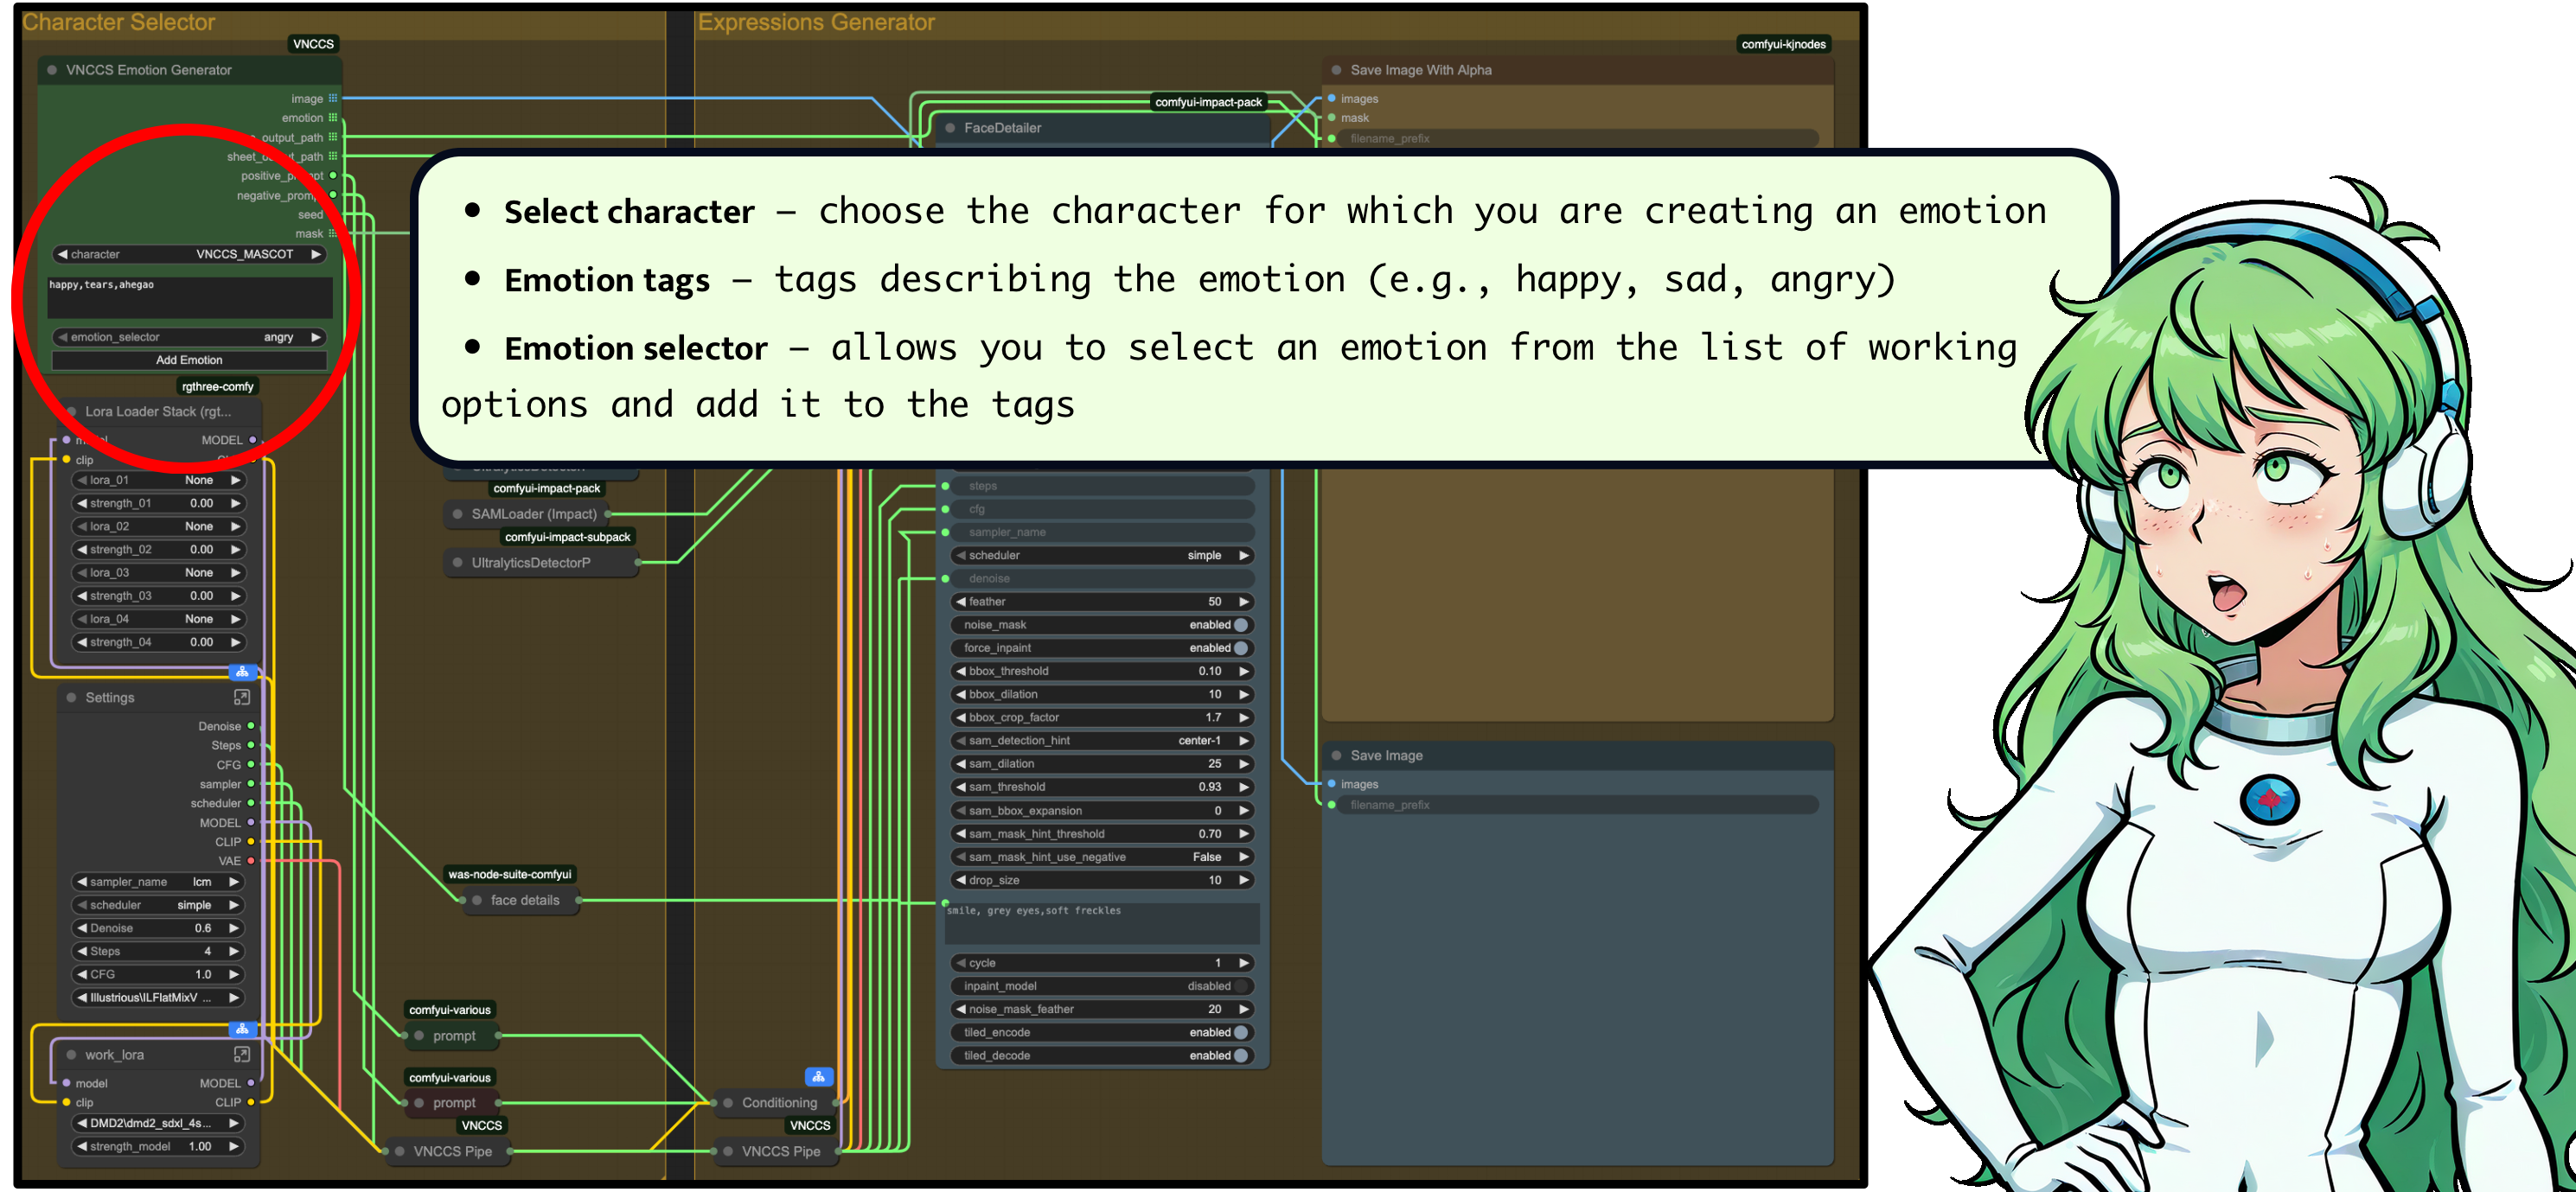 Character Selector
Expressions Generator
VNCCS
comfyui-kjnodes
VNCCS Emotion Generator
image
emotion
output_path
sheet_output_path
positive_prompt
negative_prompt
seed
mask
character VNCCS_MASCOT
happy,tears,ahegao
emotion_selector angry
Add Emotion
rgthree-comfy
Lora Loader Stack (rgt...
model MODEL
clip
lora_01 None
strength_01 0.00
lora_02 None
strength_02 0.00
lora_03 None
strength_03 0.00
lora_04 None
strength_04 0.00
Settings
Denoise
Steps
CFG
sampler
scheduler
MODEL
CLIP
VAE
sampler_name lcm
scheduler simple
Denoise 0.6
Steps 4
CFG 1.0
Illustrious\ILFlatMixV ...
work_lora
model MODEL
clip CLIP
DMD2\dmd2_sdxl_4s...
strength_model 1.00
• Select character – choose the character for which you are creating an emotion
• Emotion tags – tags describing the emotion (e.g., happy, sad, angry)
• Emotion selector – allows you to select an emotion from the list of working
options and add it to the tags
comfyui-impact-pack
SAMLoader (Impact)
comfyui-impact-subpack
UltralyticsDetectorP
was-node-suite-comfyui
face details
comfyui-various
prompt
comfyui-various
prompt
VNCCS
VNCCS Pipe
Conditioning
VNCCS
VNCCS Pipe
comfyui-impact-pack
FaceDetailer
steps
cfg
sampler_name
scheduler simple
denoise
feather 50
noise_mask enabled
force_inpaint enabled
bbox_threshold 0.10
bbox_dilation 10
bbox_crop_factor 1.7
sam_detection_hint center-1
sam_dilation 25
sam_threshold 0.93
sam_bbox_expansion 0
sam_mask_hint_threshold 0.70
sam_mask_hint_use_negative False
drop_size 10
smile, grey eyes,soft freckles
cycle 1
inpaint_model disabled
noise_mask_feather 20
tiled_encode enabled
tiled_decode enabled
Save Image With Alpha
images
mask
filename_prefix
Save Image
images
filename_prefix